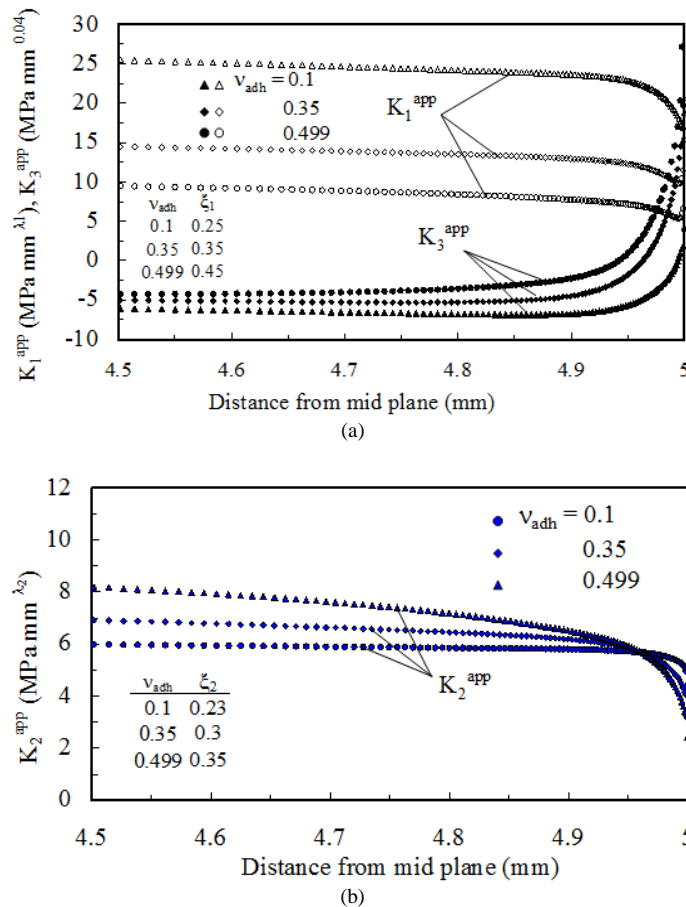 30
25
20
15
10
5
0
-5
-10
K₁ᵃᵖᵖ (MPa mm ᵏ¹), K₃ᵃᵖᵖ (MPa mm ⁰·⁰⁴)
ν_adh = 0.1
0.35
0.499
K₁ᵃᵖᵖ
ν_adh ξ₁
0.1 0.25
0.35 0.35
0.499 0.45
K₃ᵃᵖᵖ
4.5 4.6 4.7 4.8 4.9 5
Distance from mid plane (mm)
(a)
12
10
8
6
4
2
0
K₂ᵃᵖᵖ (MPa mm λ₂)
ν_adh = 0.1
0.35
0.499
K₂ᵃᵖᵖ
ν_adh ξ₂
0.1 0.23
0.35 0.3
0.499 0.35
4.5 4.6 4.7 4.8 4.9 5
Distance from mid plane (mm)
(b)